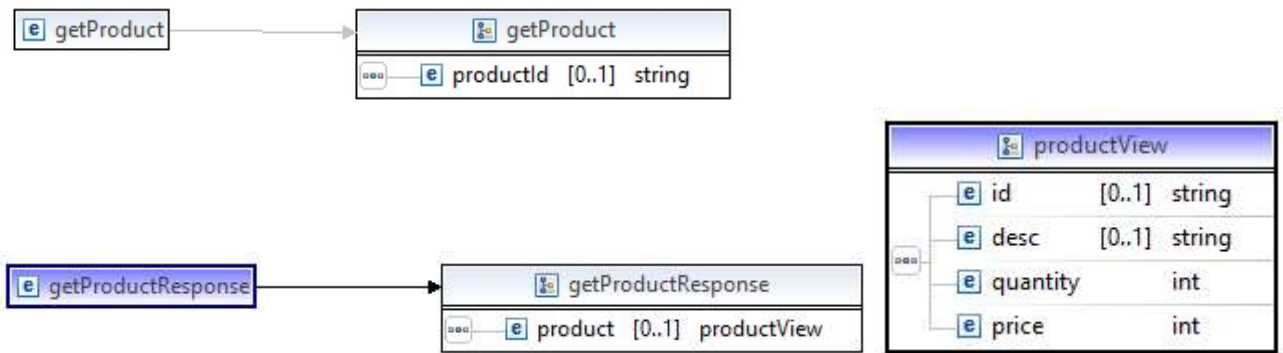 e getProduct
getProduct
e productId [0..1] string
productView
e id [0..1] string
e desc [0..1] string
e quantity int
e price int
e getProductResponse
getProductResponse
e product [0..1] productView